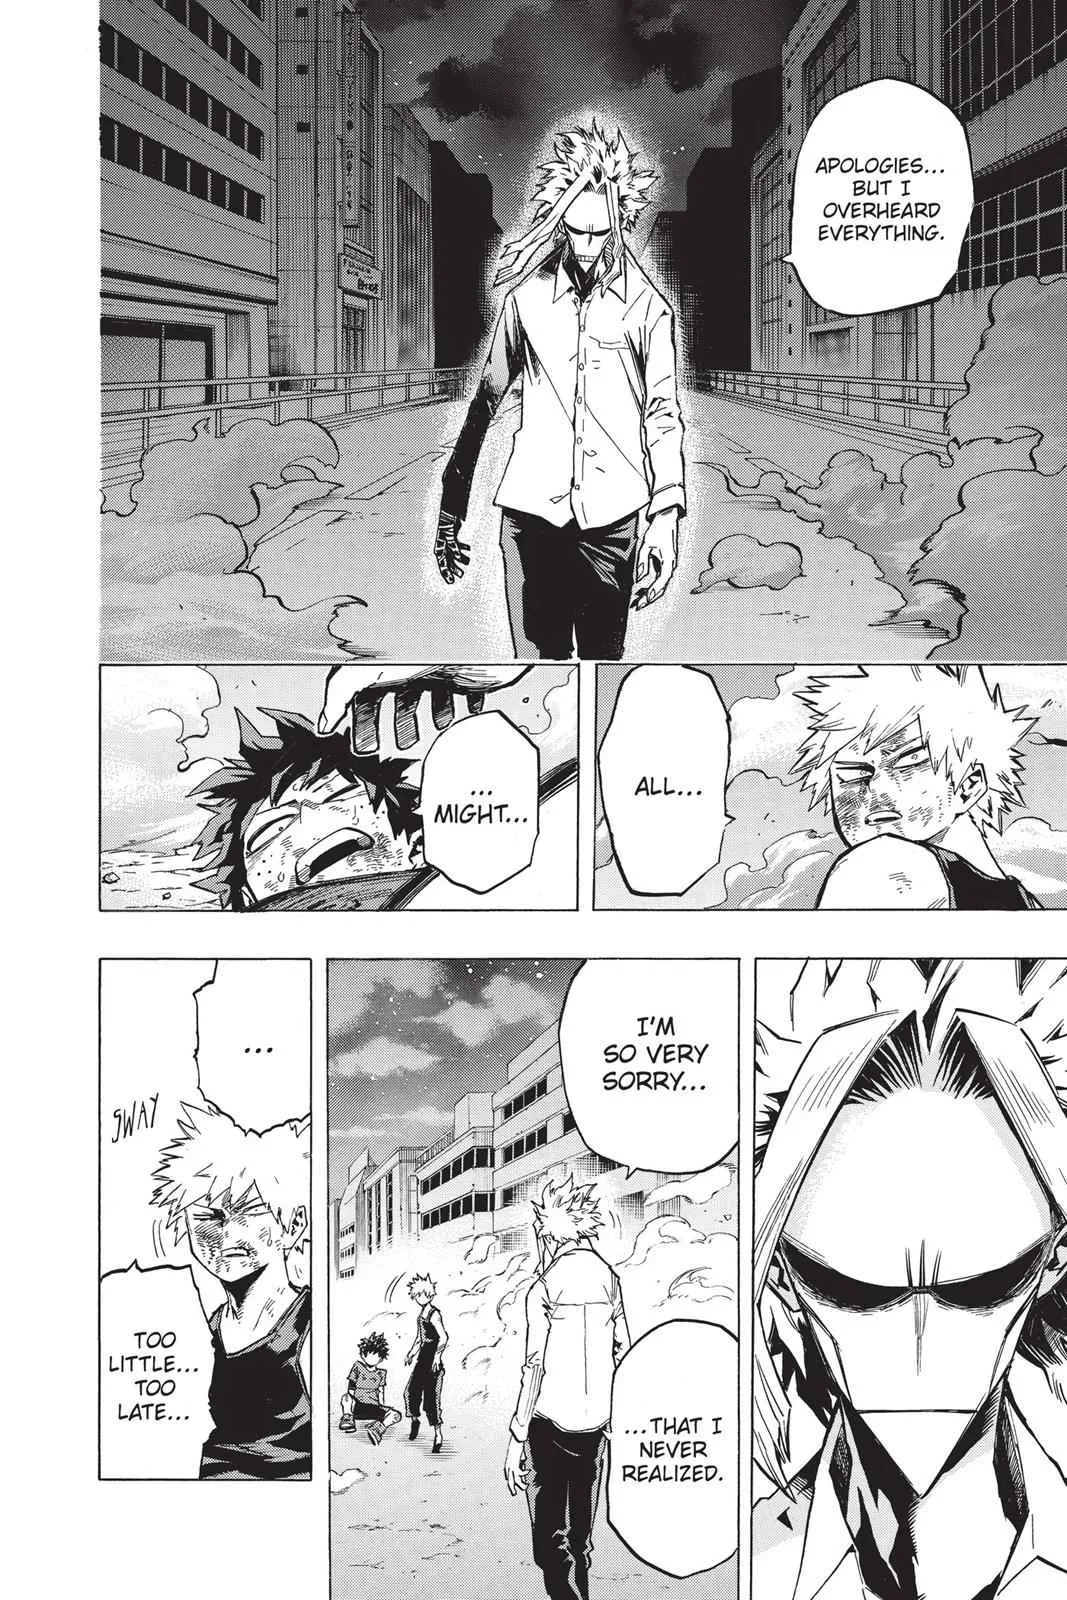 APOLOGIES...
BUT I
OVERHEARD
EVERYTHING.
ALL...
...
MIGHT...
I'M
SO VERY
SORRY...
...THAT I
NEVER
REALIZED.
...
SWAY
TOO
LITTLE...
TOO
LATE...